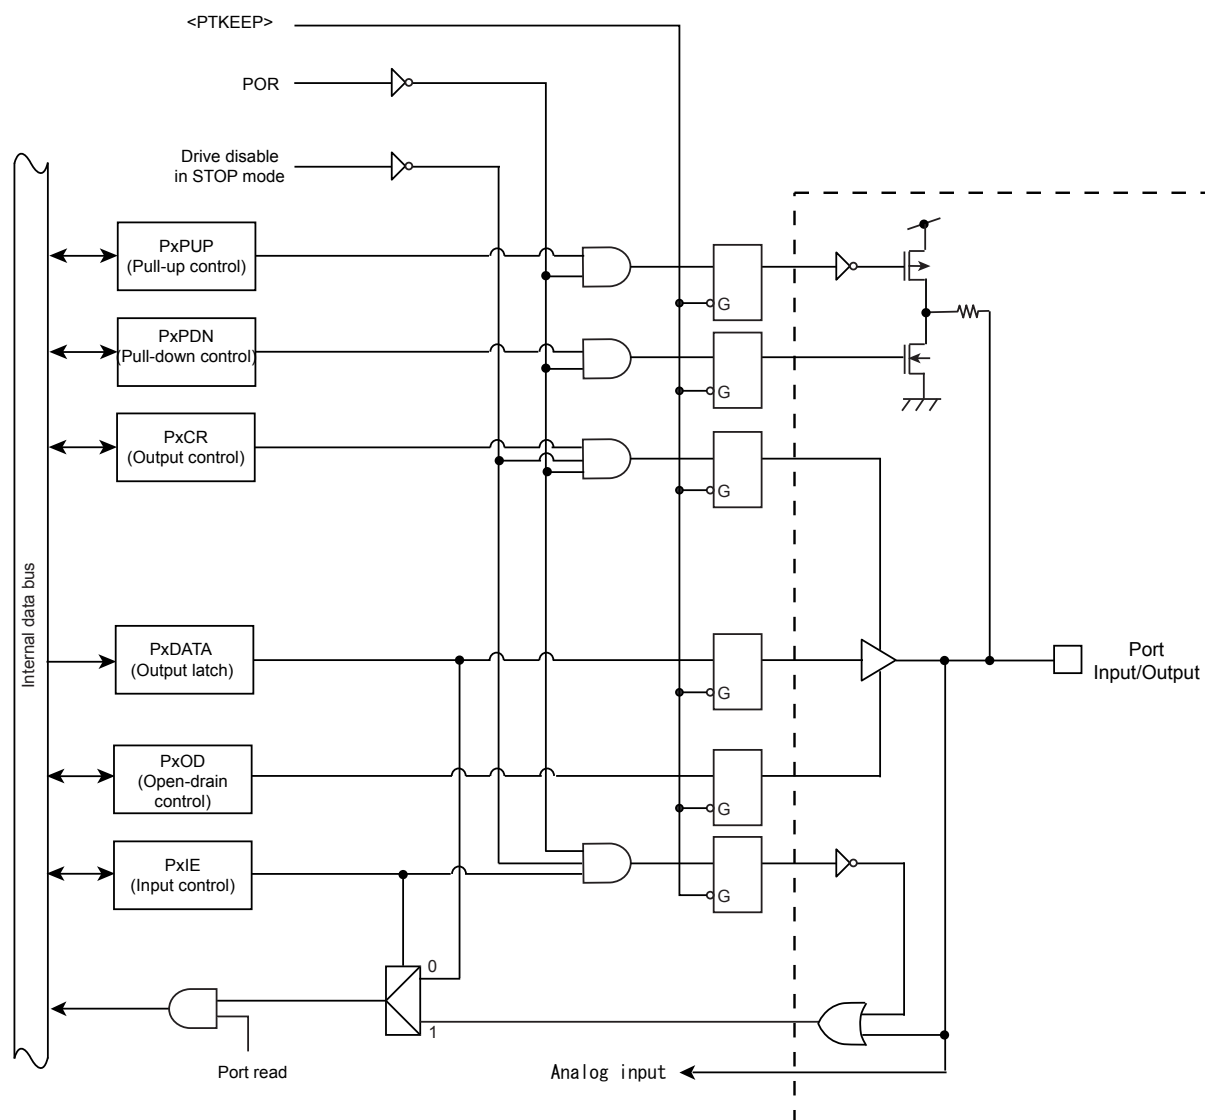 <PTKEEP>
POR
Drive disable
in STOP mode
PxPUP
(Pull-up control)
G
PxPDN
(Pull-down control)
G
PxCR
(Output control)
G
Internal data bus
PxDATA
(Output latch)
G
Port
Input/Output
PxOD
(Open-drain
control)
G
PxIE
(Input control)
G
0
1
Port read
Analog input